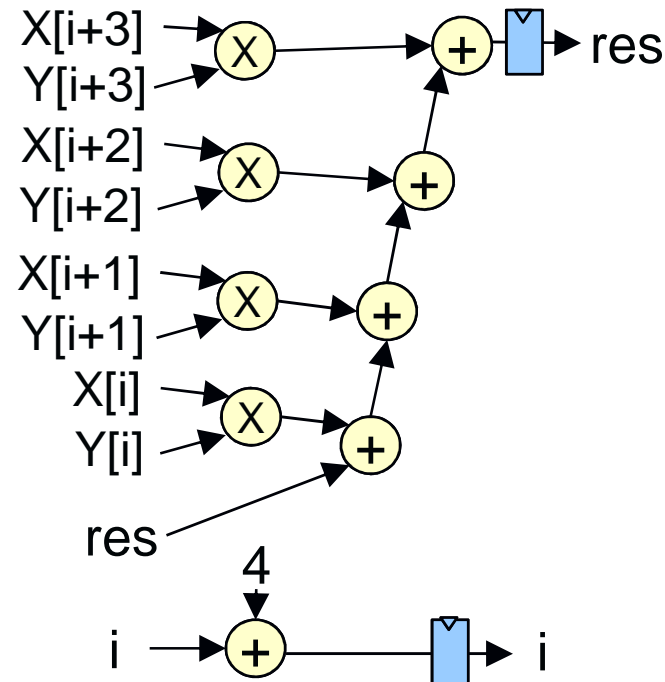 X[i+3]
Y[i+3]
X
+
res
X[i+2]
Y[i+2]
X
+
X[i+1]
Y[i+1]
X
+
X[i]
Y[i]
X
+
res
4
i
+
i